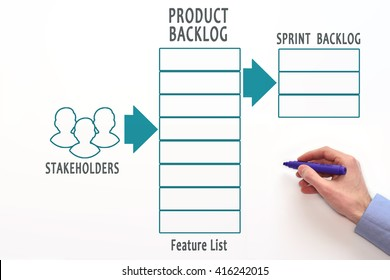 PRODUCT
BACKLOG
SPRINT BACKLOG
STAKEHOLDERS
Feature List
shutterstock.com · 416242015